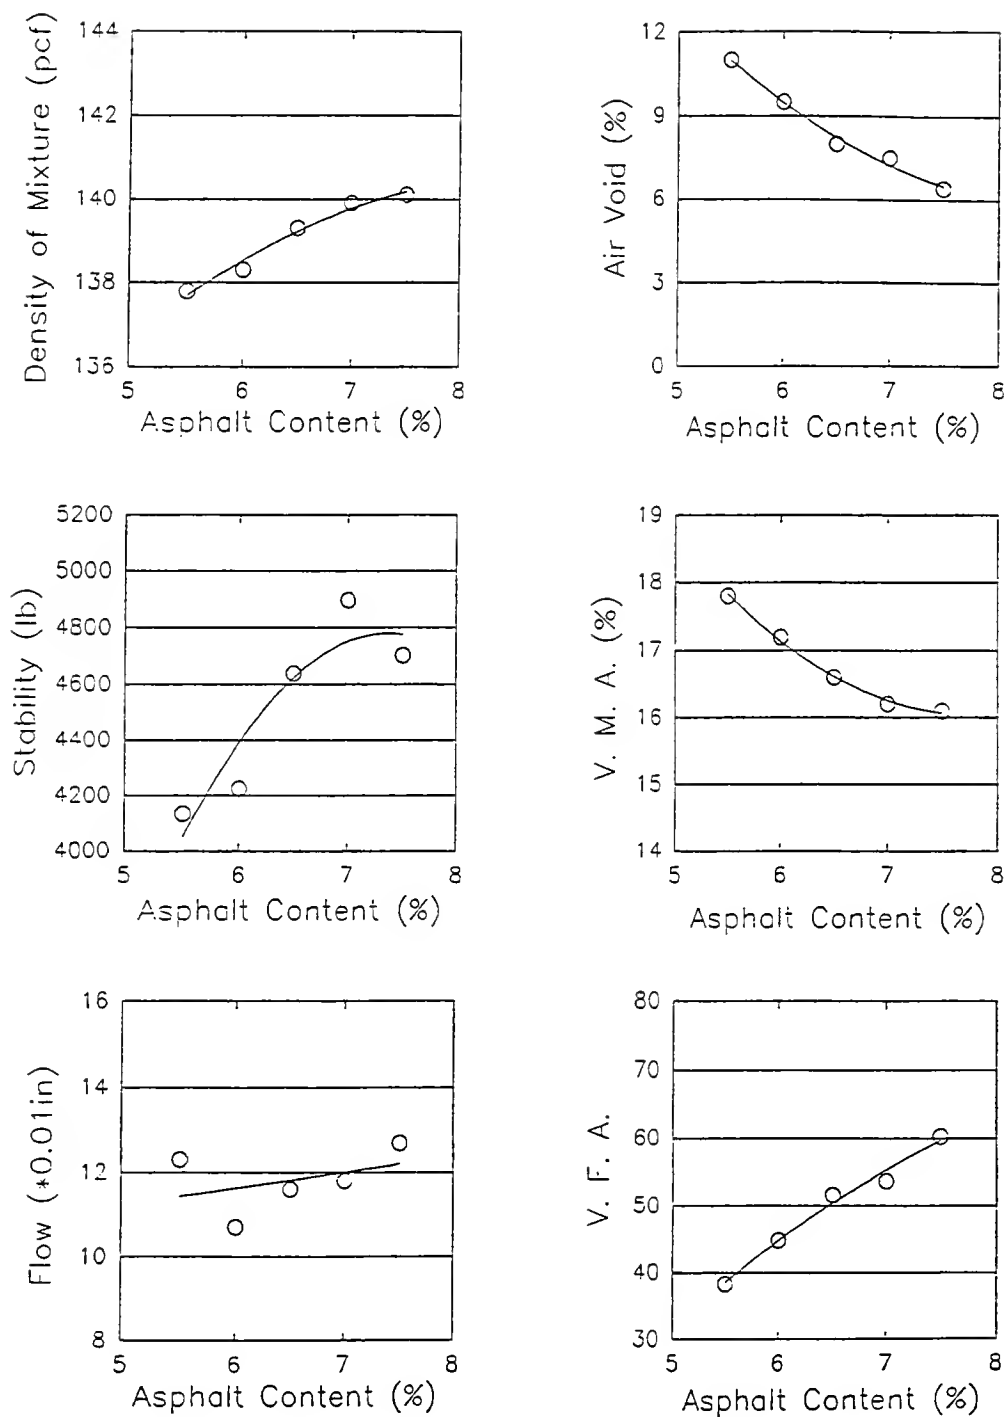 Density of Mixture (pcf)
144
142
140
138
136
5 6 7 8
Asphalt Content (%)
Air Void (%)
12
9
6
3
0
5 6 7 8
Asphalt Content (%)
Stability (lb)
5200
5000
4800
4600
4400
4200
4000
5 6 7 8
Asphalt Content (%)
V. M. A. (%)
19
18
17
16
15
14
5 6 7 8
Asphalt Content (%)
Flow (*0.01in)
16
14
12
10
8
5 6 7 8
Asphalt Content (%)
V. F. A.
80
70
60
50
40
30
5 6 7 8
Asphalt Content (%)